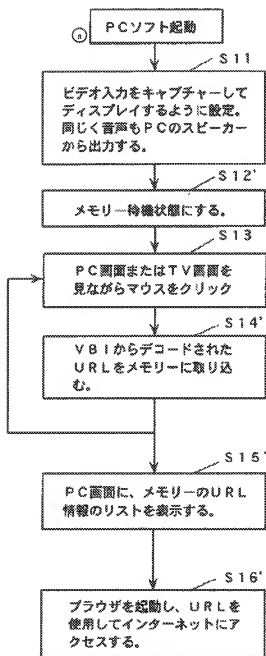 ⓐ PCソフト起動
S11
ビデオ入力をキャプチャーして
ディスプレイするように設定。
同じく音声もPCのスピーカー
から出力する。
S12'
メモリー待機状態にする。
S13
PC画面またはTV画面を
見ながらマウスをクリック
S14'
VBIからデコードされた
URLをメモリーに取り込
む。
S15'
PC画面に、メモリーのURL
情報のリストを表示する。
S16'
ブラウザを起動し、URLを
使用してインターネットにア
クセスする。